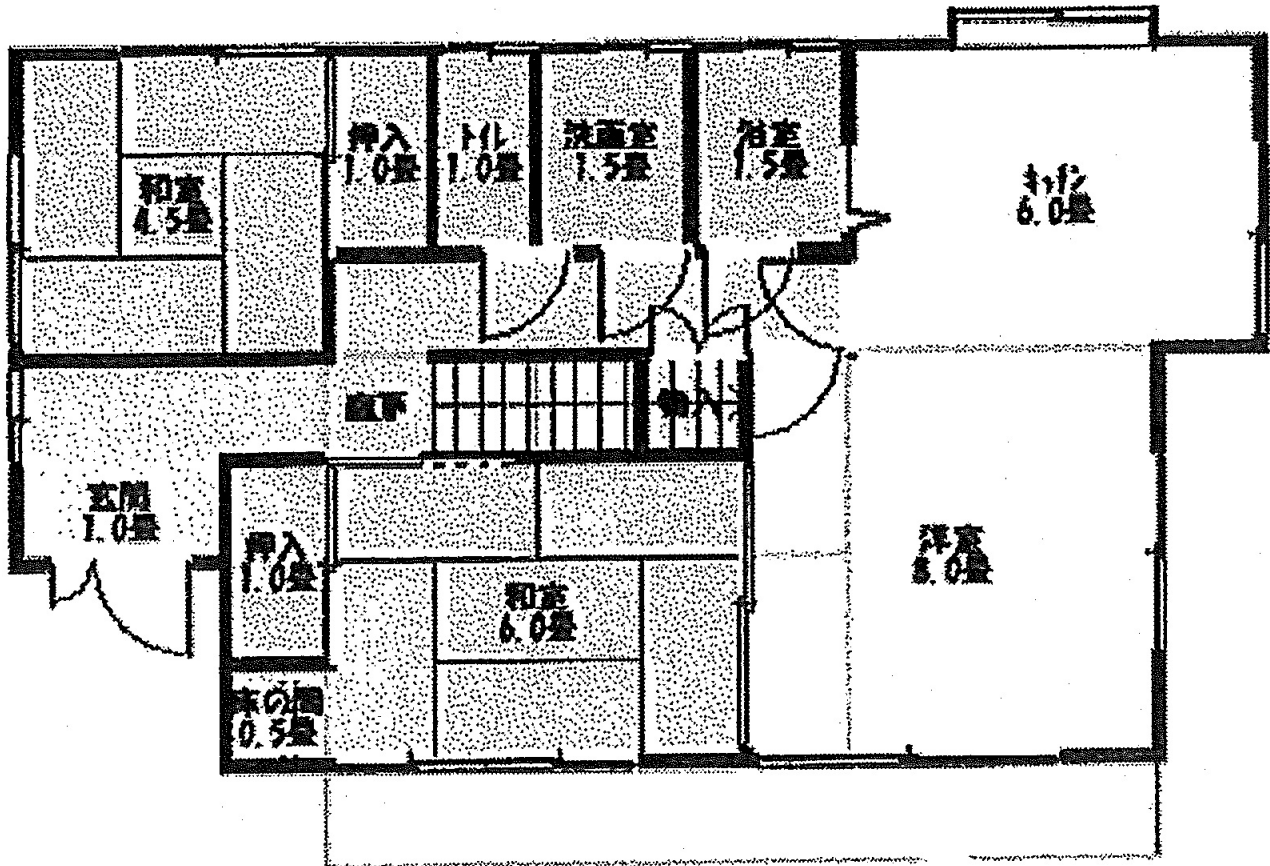 押入
1.0畳
トイレ
1.0畳
洗面室
1.5畳
浴室
1.5畳
和室
4.5畳
キッチン
6.0畳
廊下
物入
玄関
1.0畳
押入
1.0畳
和室
6.0畳
洋室
8.0畳
床の間
0.5畳